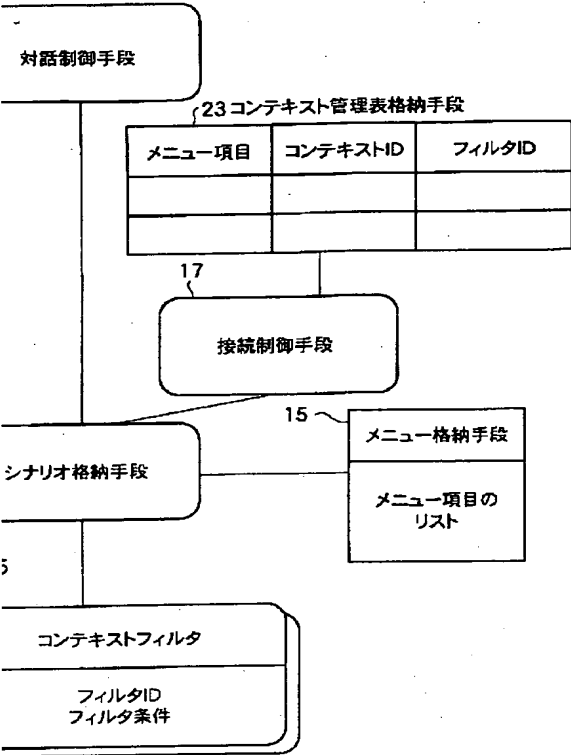 対話制御手段
23 コンテキスト管理表格納手段
メニュー項目 コンテキストID フィルタID
17
接続制御手段
15
メニュー格納手段
シナリオ格納手段
メニュー項目の
リスト
5
コンテキストフィルタ
フィルタID
フィルタ条件